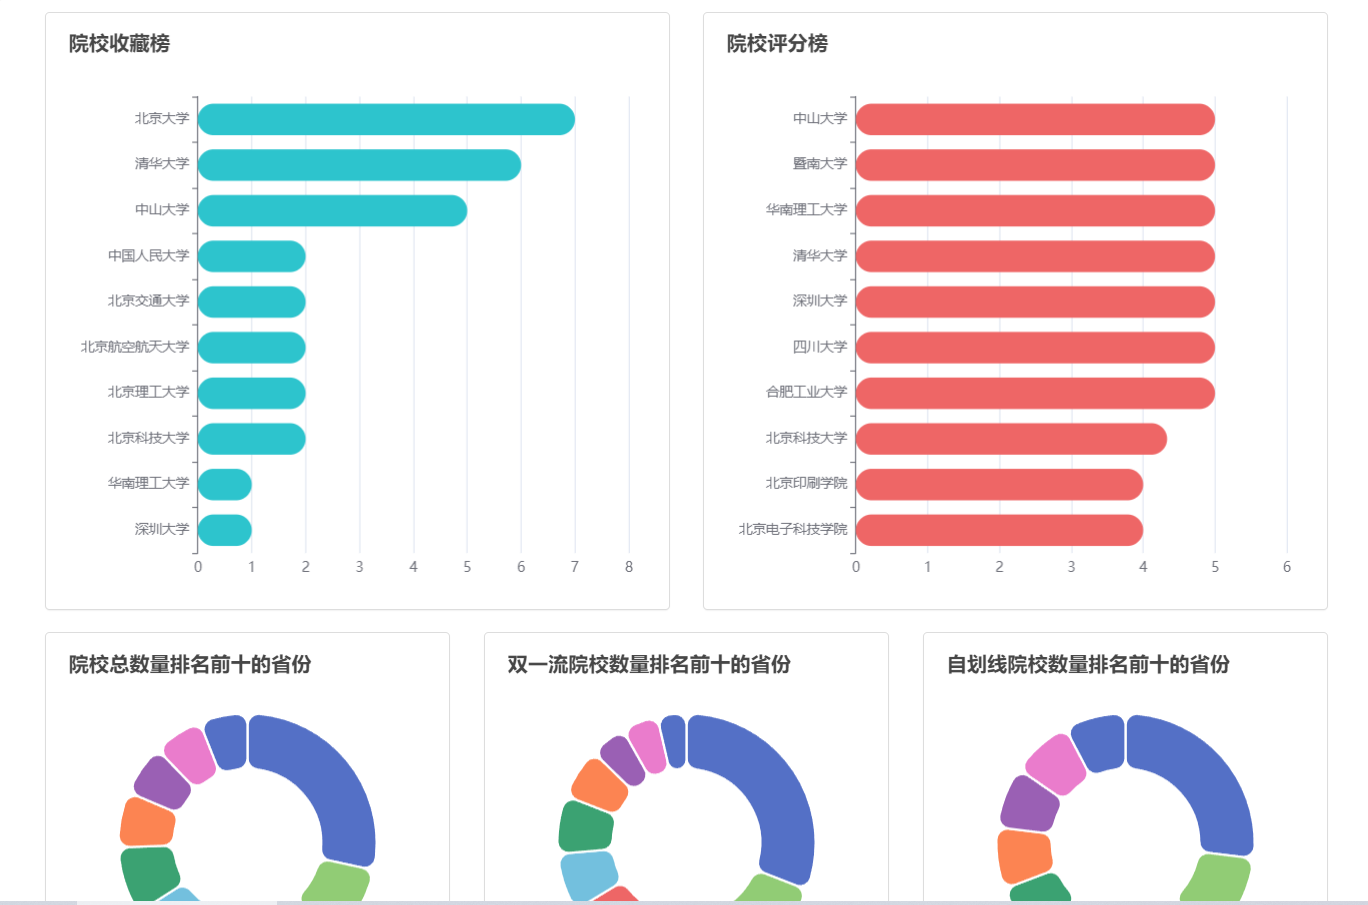 院校收藏榜
北京大学
清华大学
中山大学
中国人民大学
北京交通大学
北京航空航天大学
北京理工大学
北京科技大学
华南理工大学
深圳大学
0 1 2 3 4 5 6 7 8
院校评分榜
中山大学
暨南大学
华南理工大学
清华大学
深圳大学
四川大学
合肥工业大学
北京科技大学
北京印刷学院
北京电子科技学院
0 1 2 3 4 5 6
院校总数量排名前十的省份
双一流院校数量排名前十的省份
自划线院校数量排名前十的省份